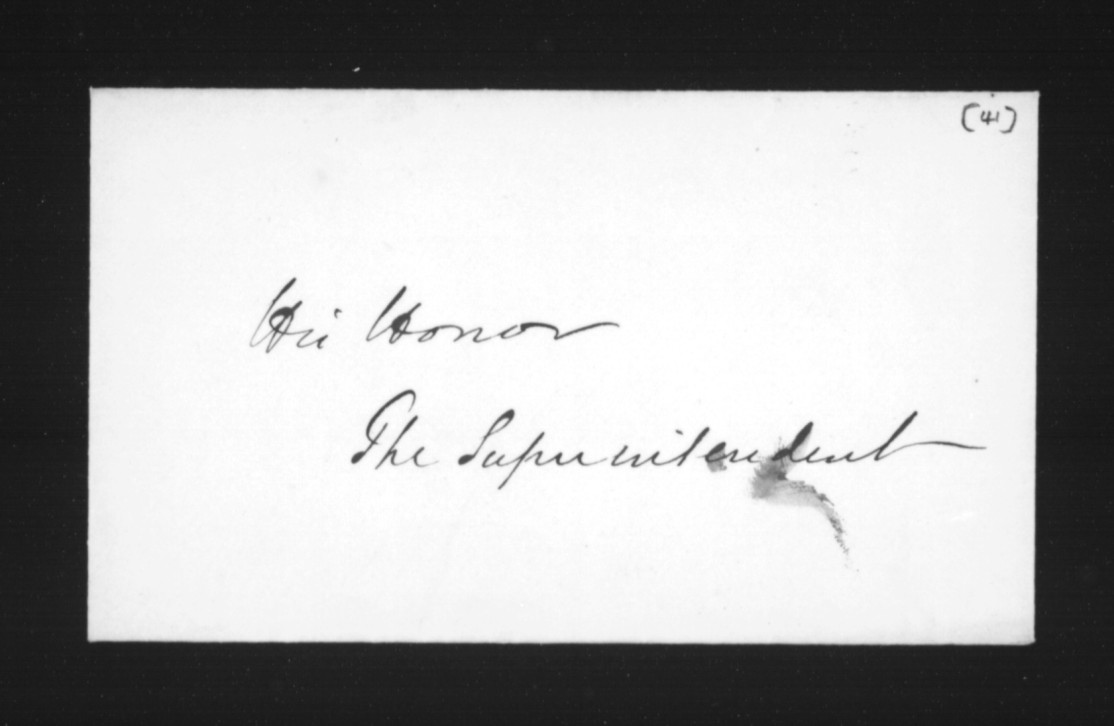 (41)
His Honor
The Superintendent